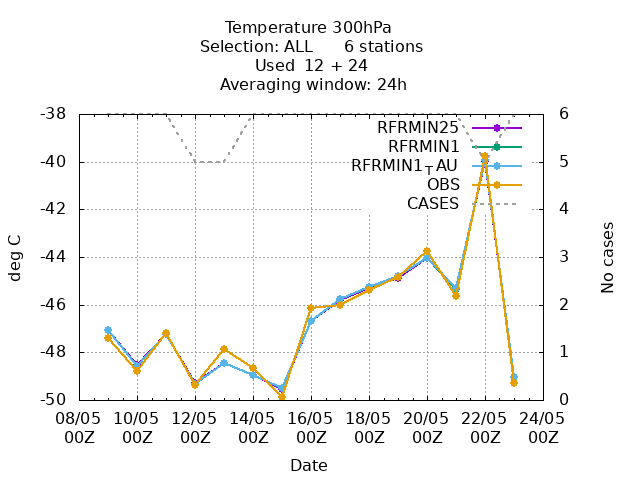 Temperature 300hPa
Selection: ALL      6 stations
Used  12 + 24
Averaging window: 24h
-38
-40
-42
-44
-46
-48
-50
6
5
4
3
2
1
0
RFRMIN25
RFRMIN1
RFRMIN1TAU
OBS
CASES
deg C
No cases
08/05 10/05 12/05 14/05 16/05 18/05 20/05 22/05 24/05
00Z 00Z 00Z 00Z 00Z 00Z 00Z 00Z 00Z
Date